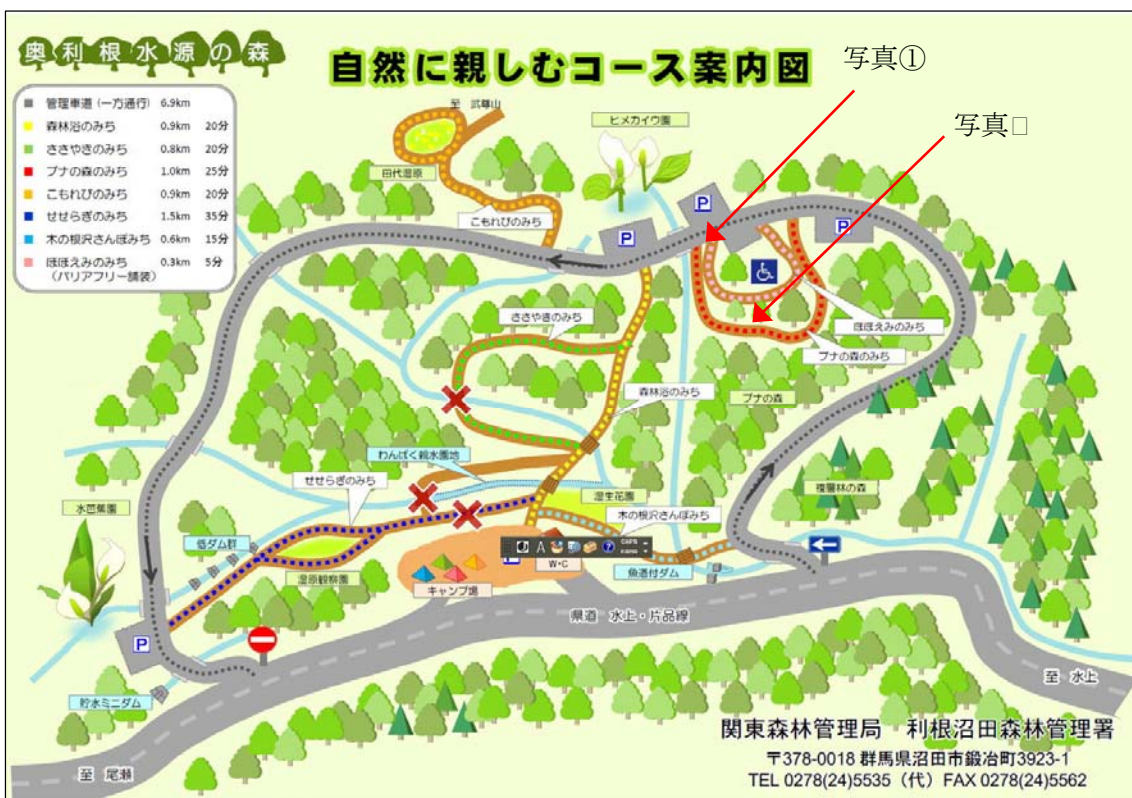 奥利根水源の森
自然に親しむコース案内図
写真①
写真□
管理車道(一方通行) 6.9km
森林浴のみち 0.9km 20分
ささやきのみち 0.8km 20分
ブナの森のみち 1.0km 25分
こもれびのみち 0.9km 20分
せせらぎのみち 1.5km 35分
木の根沢さんぽみち 0.6km 15分
ほほえみのみち 0.3km 5分
(バリアフリー舗装)
至 武尊山
ヒメカイウ園
田代湿原
こもれびのみち
P
P
P
ささやきのみち
ほほえみのみち
ブナの森のみち
森林浴のみち
ブナの森
わんぱく親水園地
せせらぎのみち
複層林の森
水芭蕉園
湿生花園
木の根沢さんぽみち
低ダム群
A
CAPS
KANA
W・C
魚道付ダム
湿原観察園
キャンプ場
県道 水上・片品線
P
貯水ミニダム
至 水上
至 尾瀬
関東森林管理局 利根沼田森林管理署
〒378-0018 群馬県沼田市鍛冶町3923-1
TEL 0278(24)5535(代)FAX 0278(24)5562